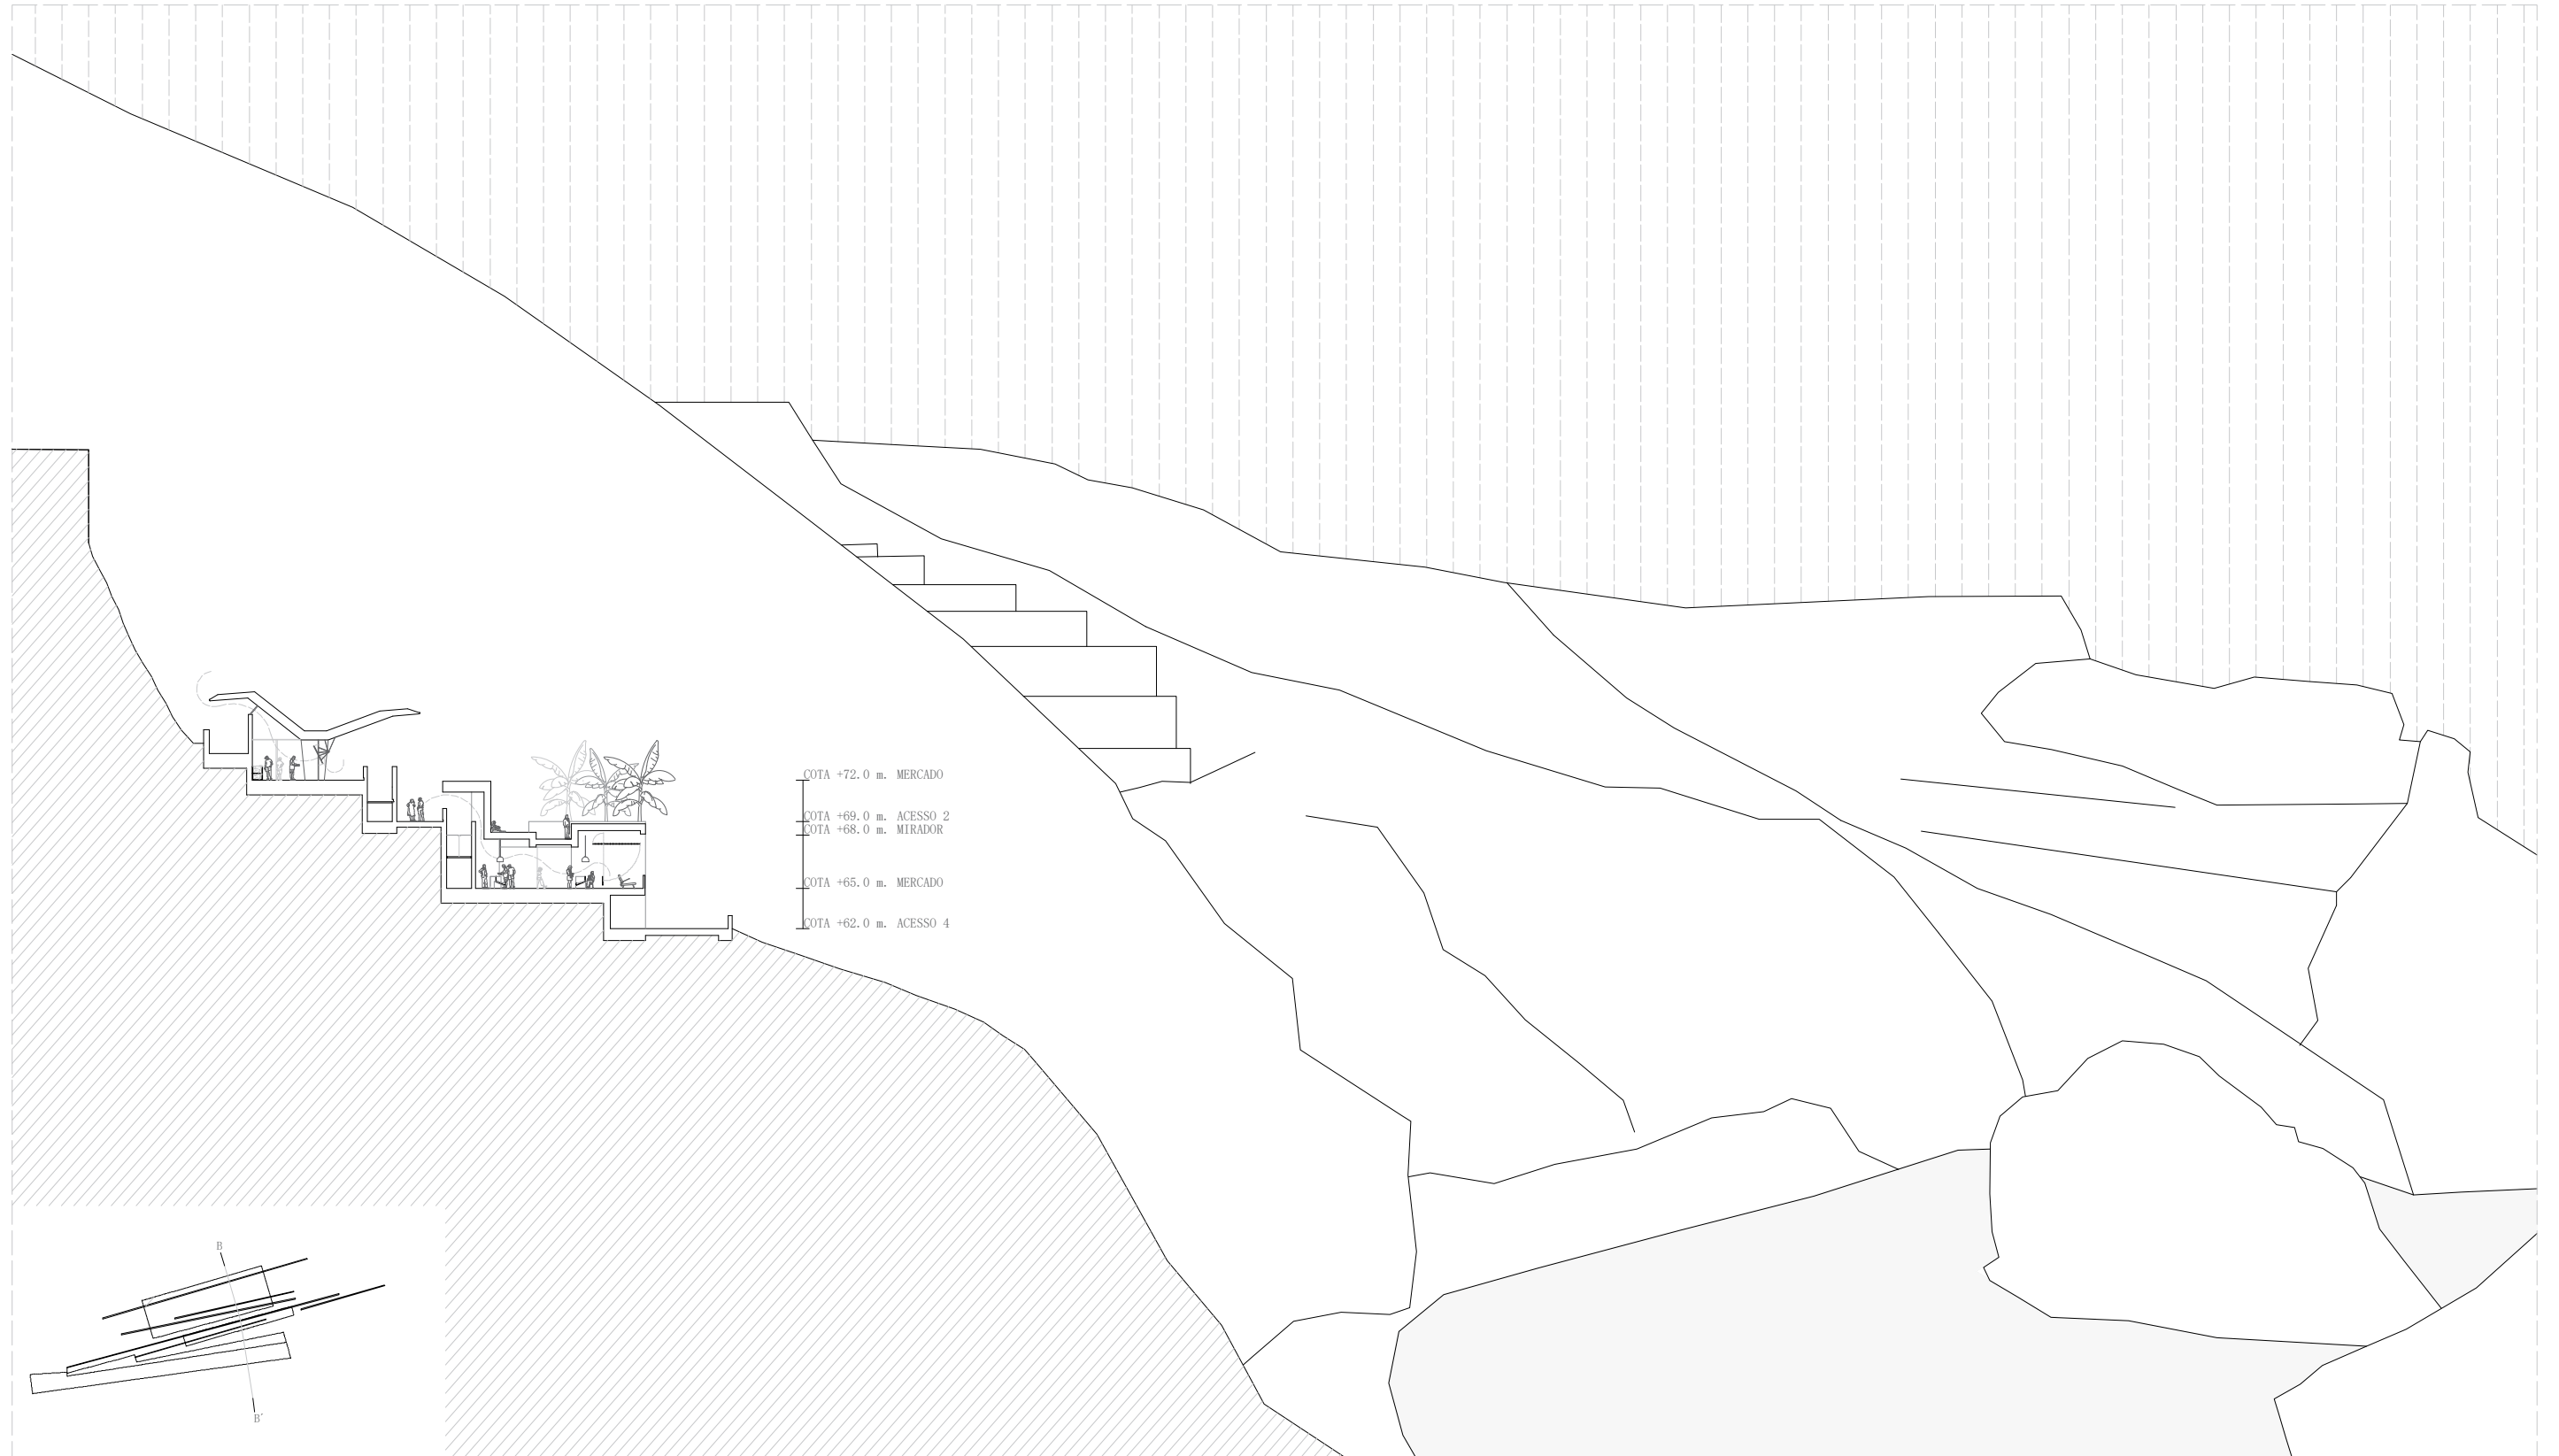 COTA +72.0 m. MERCADO
COTA +69.0 m. ACESSO 2
COTA +68.0 m. MIRADOR
COTA +65.0 m. MERCADO
COTA +62.0 m. ACESSO 4
B
B'